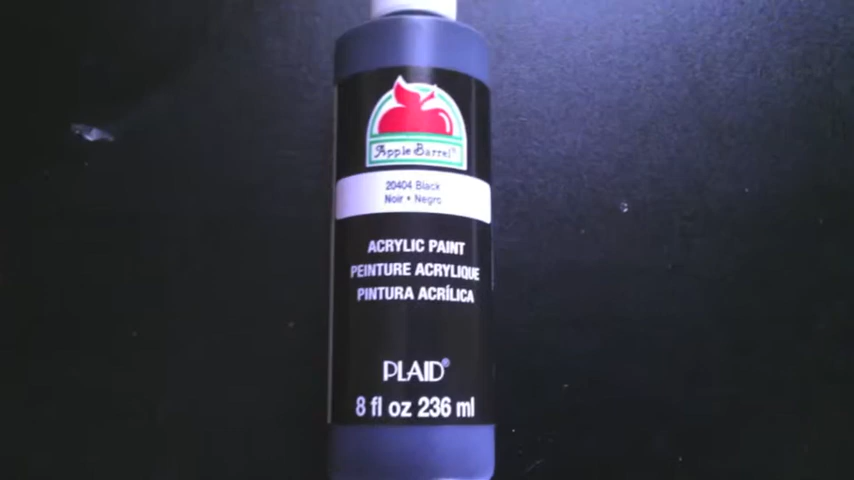 Apple Barrel
20404 Black
Noir • Negro
ACRYLIC PAINT
PEINTURE ACRYLIQUE
PINTURA ACRÍLICA
PLAID®
8 fl oz 236 ml